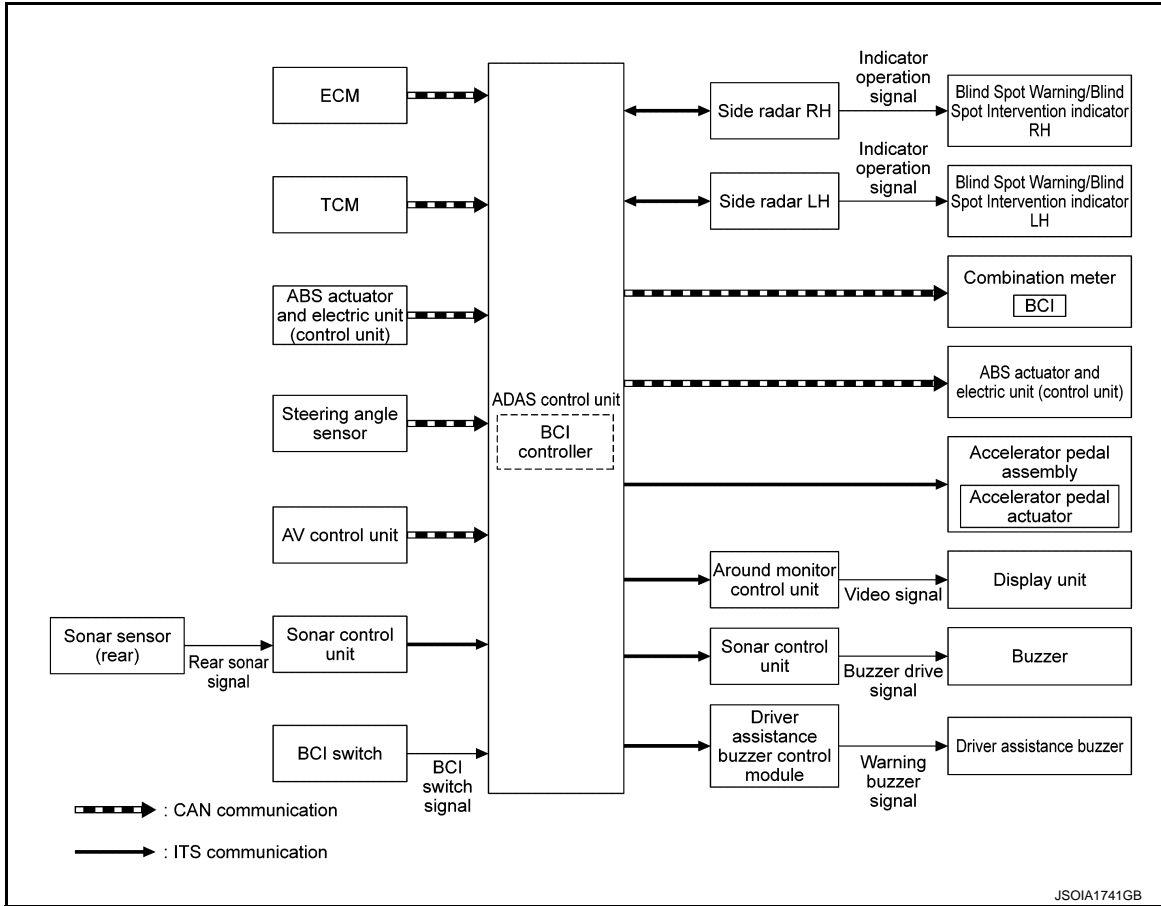 ECM
TCM
ABS actuator
and electric unit
(control unit)
Steering angle
sensor
AV control unit
Sonar sensor
(rear)
Rear sonar
signal
Sonar control
unit
BCI switch
BCI
switch
signal
ADAS control unit
BCI
controller
Side radar RH
Indicator
operation
signal
Blind Spot Warning/Blind
Spot Intervention indicator
RH
Side radar LH
Indicator
operation
signal
Blind Spot Warning/Blind
Spot Intervention indicator
LH
Combination meter
BCI
ABS actuator and
electric unit (control unit)
Accelerator pedal
assembly
Accelerator pedal
actuator
Around monitor
control unit
Video signal
Display unit
Sonar control
unit
Buzzer drive
signal
Buzzer
Driver
assistance
buzzer control
module
Warning
buzzer
signal
Driver assistance buzzer
: CAN communication
: ITS communication
JSOIA1741GB